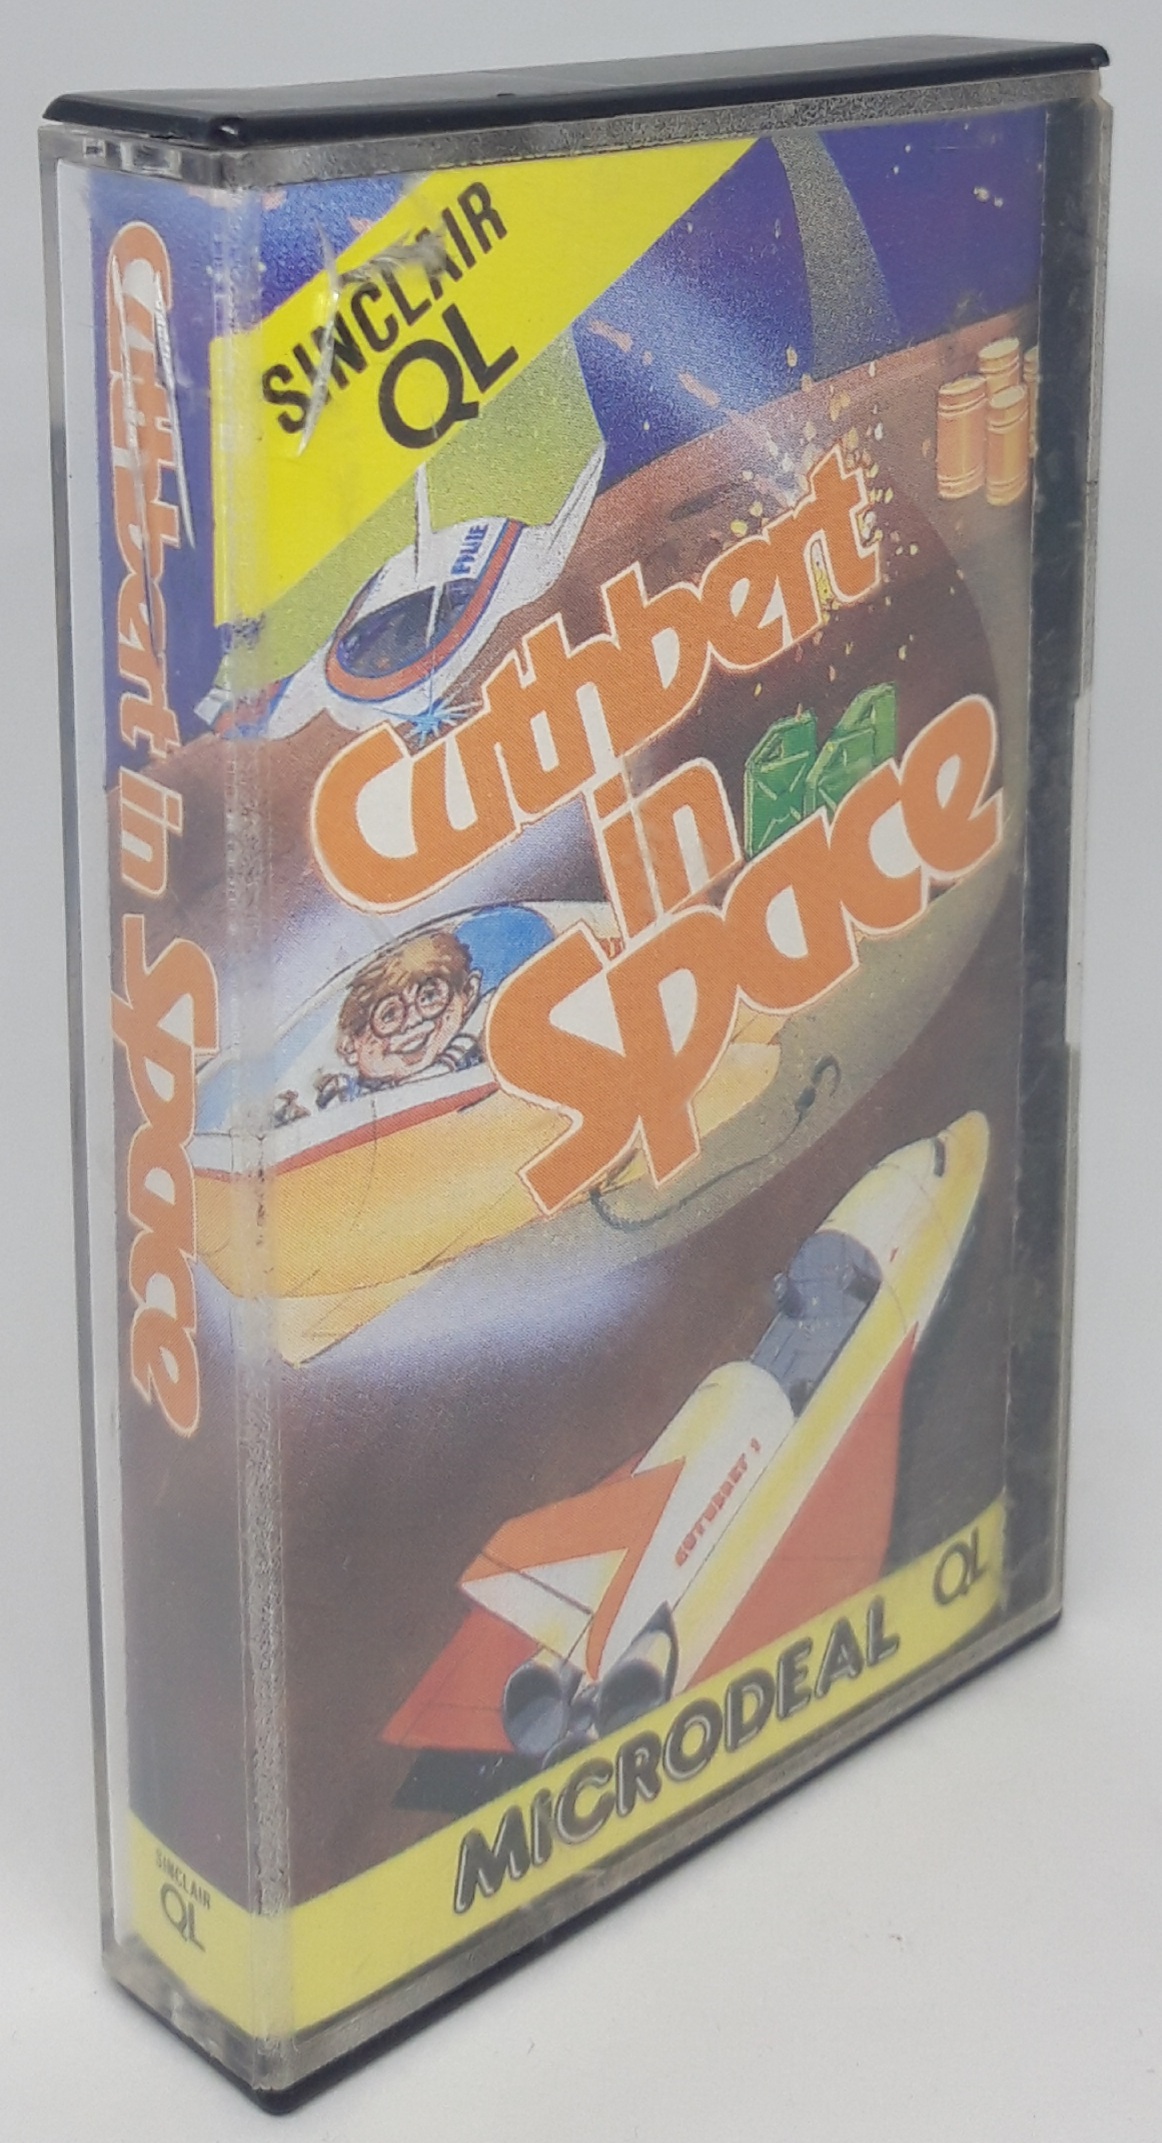 SINCLAIR
QL
Cuthbert
in
Space
MICRODEAL QL
Cuthbert in Space
SINCLAIR
QL